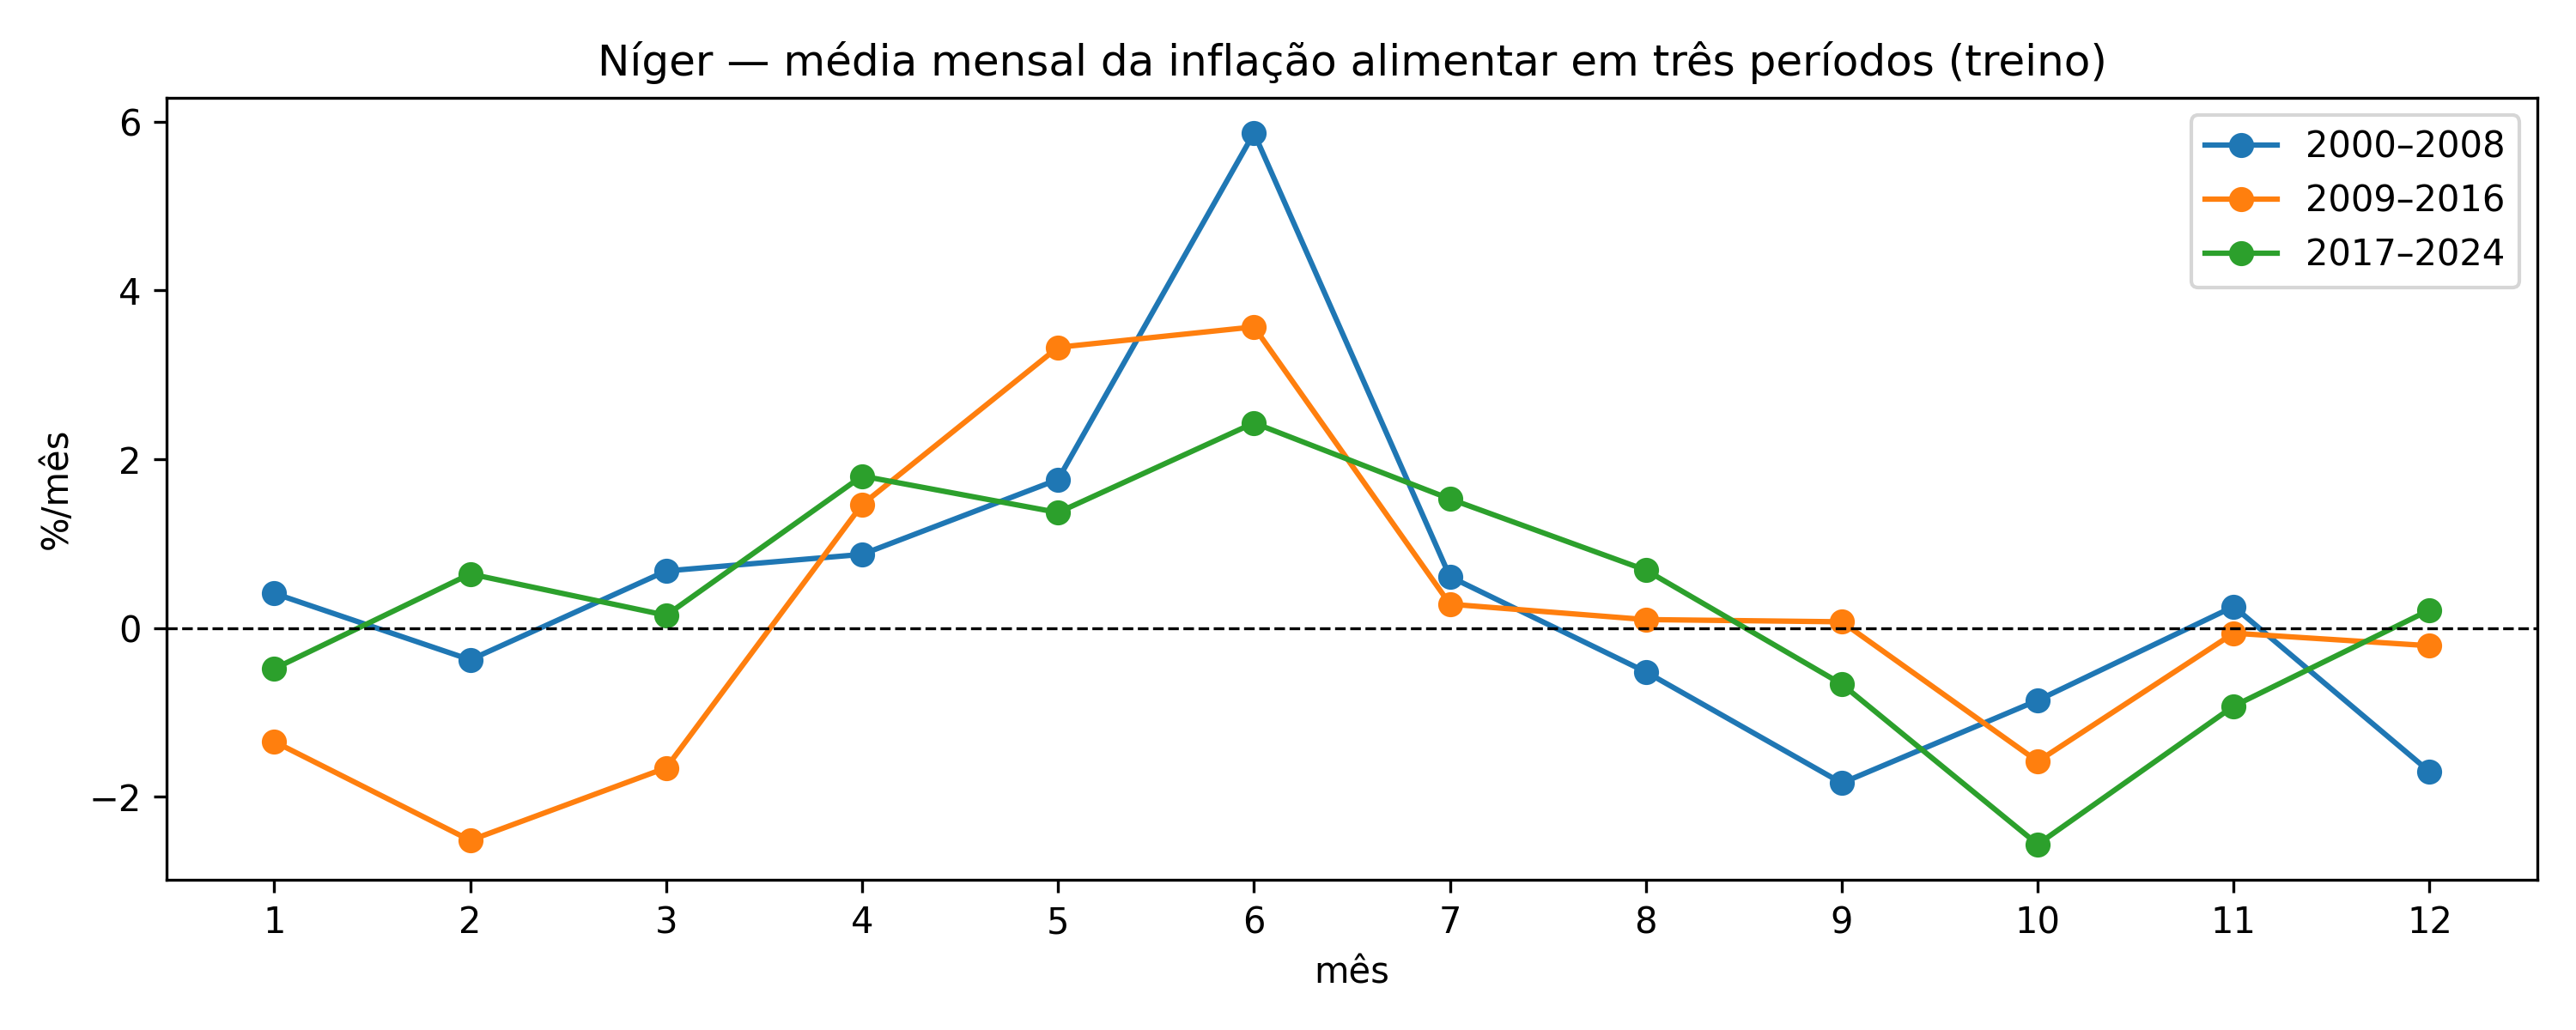 Níger — média mensal da inflação alimentar em três períodos (treino)
6
4
2
0
−2
%/mês
2000–2008
2009–2016
2017–2024
1 2 3 4 5 6 7 8 9 10 11 12
mês